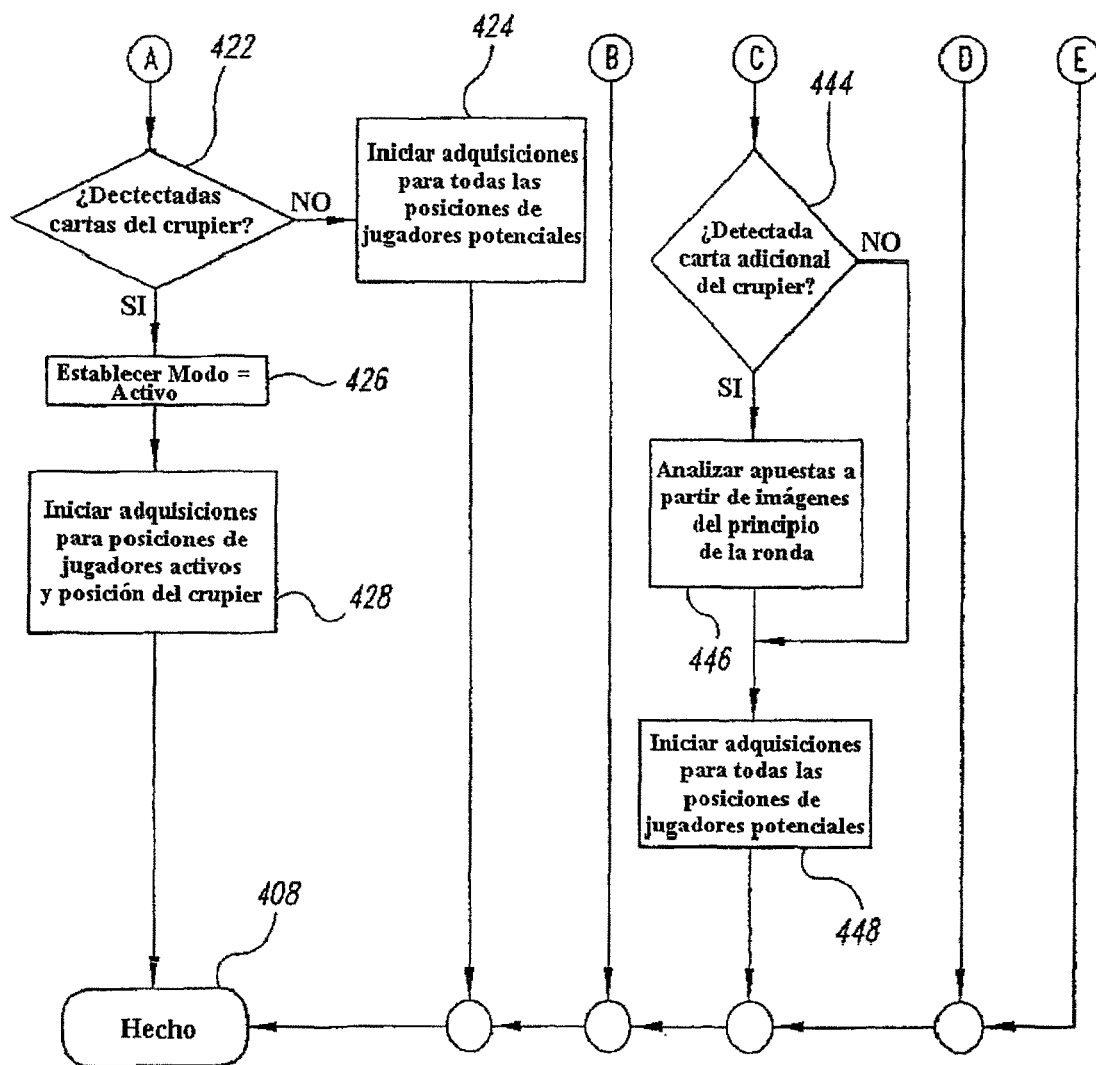 A
422
424
B
C
D
E
444
¿Dectectadas
cartas del crupier?
NO
SI
Iniciar adquisiciones
para todas las
posiciones de
jugadores potenciales
¿Detectada
carta adicional
del crupier?
NO
SI
Establecer Modo =
Activo
426
Iniciar adquisiciones
para posiciones de
jugadores activos
y posición del crupier
428
Analizar apuestas a
partir de imágenes
del principio
de la ronda
446
Iniciar adquisiciones
para todas las
posiciones de
jugadores potenciales
448
408
Hecho